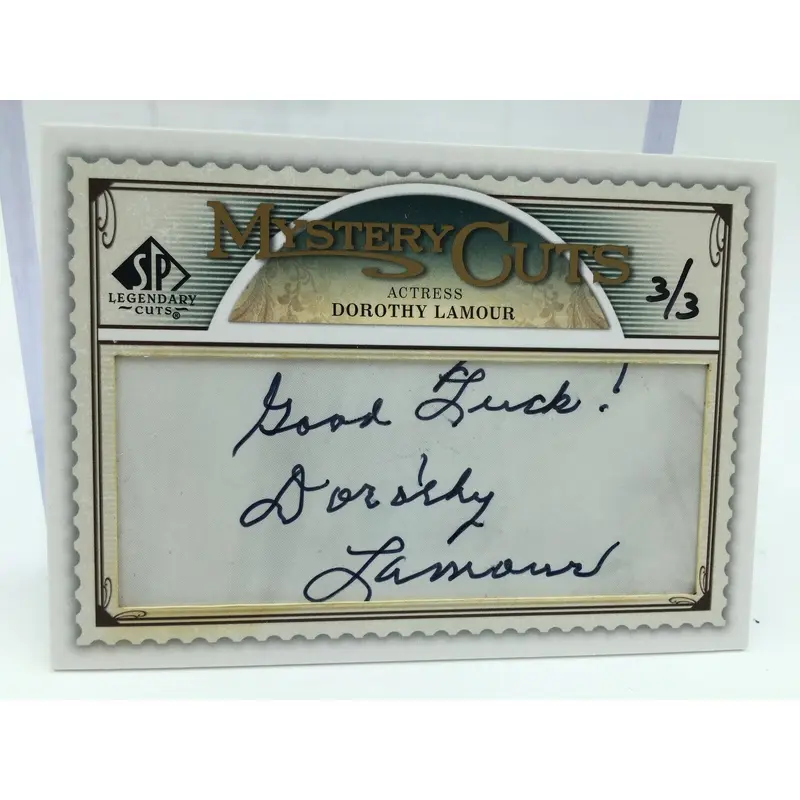 MYSTERY CUTS
ACTRESS
DOROTHY LAMOUR
SP
LEGENDARY
CUTS®
3/3
Good Luck!
Dorothy
Lamour